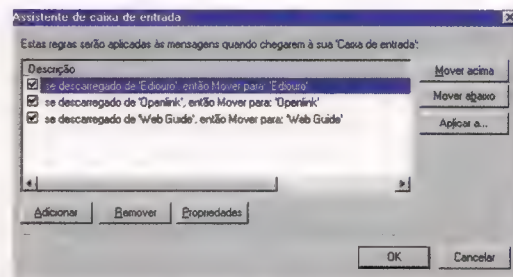 Assistente de caixa de entrada
Estas regras serão aplicadas às mensagens quando chegarem à sua 'Caixa de entrada':
Descrição
se descarregado de 'Ediouro', então Mover para: 'Ediouro'
se descarregado de 'Openlink', então Mover para: 'Openlink'
se descarregado de 'Web Guide', então Mover para: 'Web Guide'
Mover acima
Mover abaixo
Aplicar a...
Adicionar
Remover
Propriedades
OK
Cancelar